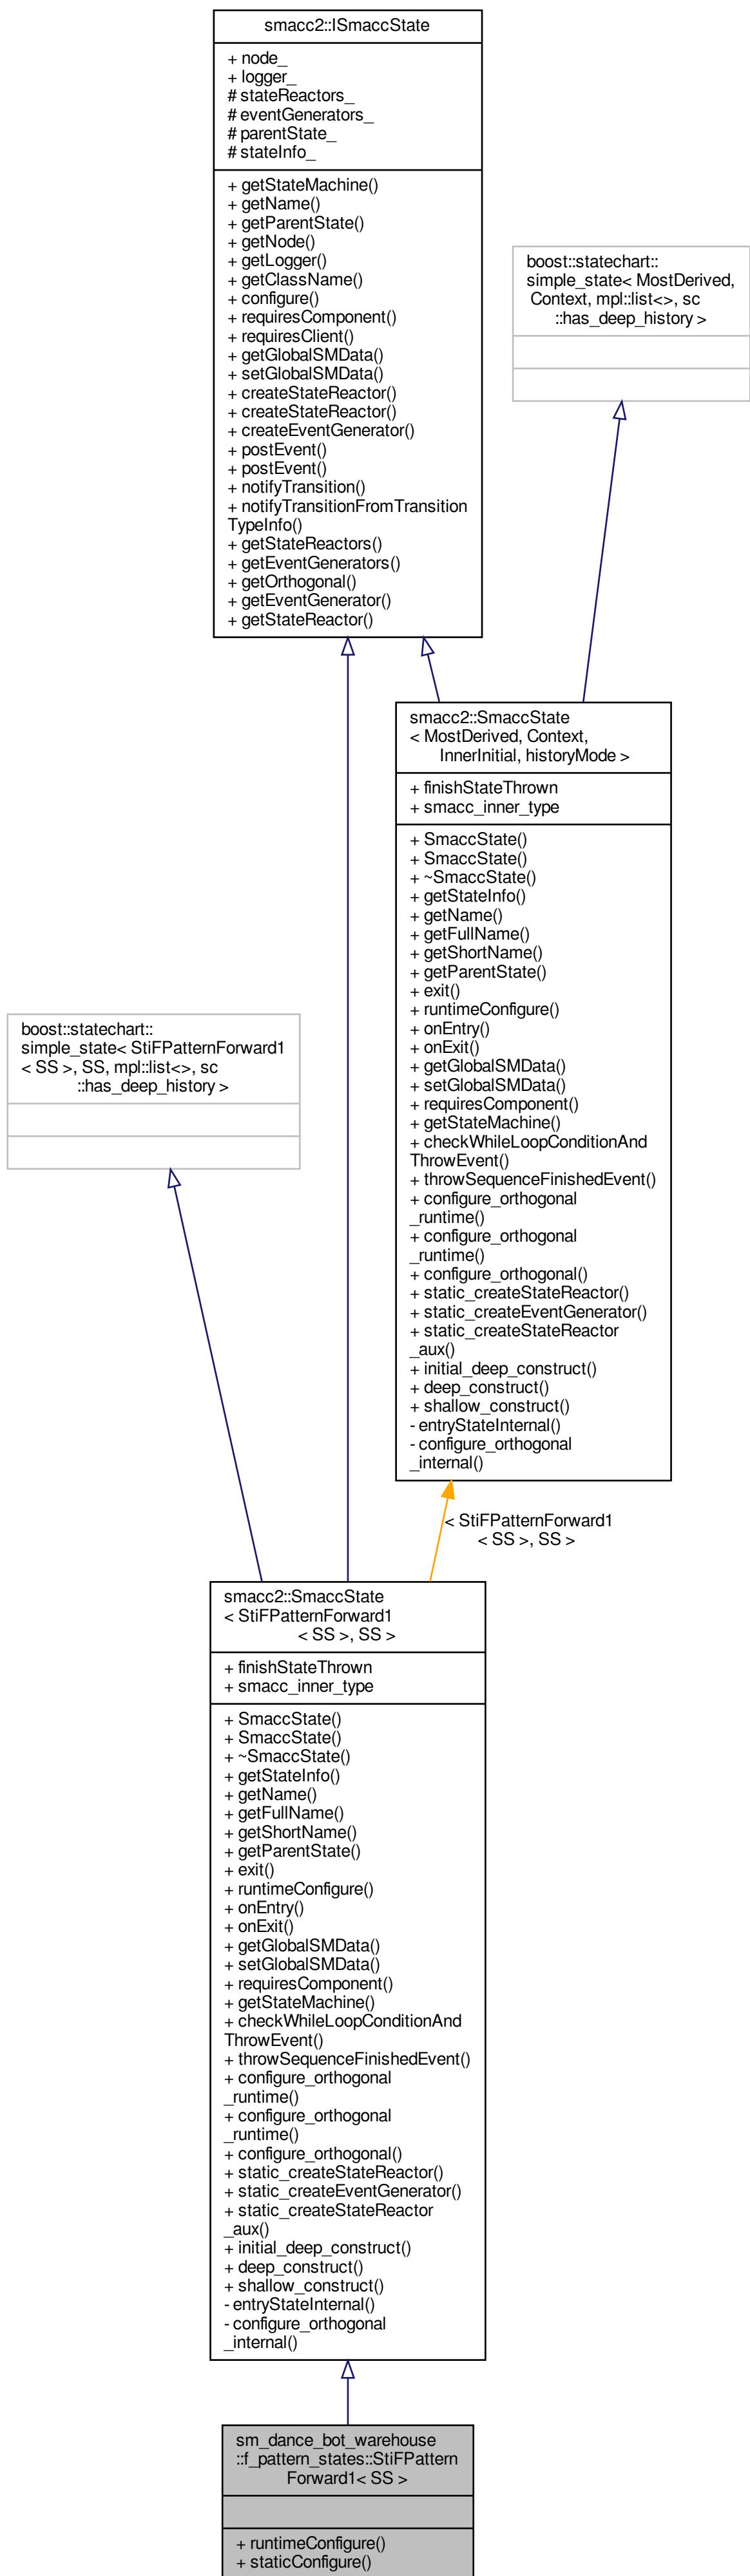 smacc2::ISmaccState
+ node_
+ logger_
# stateReactors_
# eventGenerators_
# parentState_
# stateInfo_
+ getStateMachine()
+ getName()
+ getParentState()
+ getNode()
+ getLogger()
+ getClassName()
+ configure()
+ requiresComponent()
+ requiresClient()
+ getGlobalSMData()
+ setGlobalSMData()
+ createStateReactor()
+ createStateReactor()
+ createEventGenerator()
+ postEvent()
+ postEvent()
+ notifyTransition()
+ notifyTransitionFromTransition
TypeInfo()
+ getStateReactors()
+ getEventGenerators()
+ getOrthogonal()
+ getEventGenerator()
+ getStateReactor()
boost::statechart::
simple_state< MostDerived,
Context, mpl::list<>, sc
::has_deep_history >
smacc2::SmaccState
< MostDerived, Context,
InnerInitial, historyMode >
+ finishStateThrown
+ smacc_inner_type
+ SmaccState()
+ SmaccState()
+ ~SmaccState()
+ getStateInfo()
+ getName()
+ getFullName()
+ getShortName()
+ getParentState()
+ exit()
+ runtimeConfigure()
+ onEntry()
+ onExit()
+ getGlobalSMData()
+ setGlobalSMData()
+ requiresComponent()
+ getStateMachine()
+ checkWhileLoopConditionAnd
ThrowEvent()
+ throwSequenceFinishedEvent()
+ configure_orthogonal
_runtime()
+ configure_orthogonal
_runtime()
+ configure_orthogonal()
+ static_createStateReactor()
+ static_createEventGenerator()
+ static_createStateReactor
_aux()
+ initial_deep_construct()
+ deep_construct()
+ shallow_construct()
- entryStateInternal()
- configure_orthogonal
_internal()
boost::statechart::
simple_state< StiFPatternForward1
< SS >, SS, mpl::list<>, sc
::has_deep_history >
< StiFPatternForward1
< SS >, SS >
smacc2::SmaccState
< StiFPatternForward1
< SS >, SS >
+ finishStateThrown
+ smacc_inner_type
+ SmaccState()
+ SmaccState()
+ ~SmaccState()
+ getStateInfo()
+ getName()
+ getFullName()
+ getShortName()
+ getParentState()
+ exit()
+ runtimeConfigure()
+ onEntry()
+ onExit()
+ getGlobalSMData()
+ setGlobalSMData()
+ requiresComponent()
+ getStateMachine()
+ checkWhileLoopConditionAnd
ThrowEvent()
+ throwSequenceFinishedEvent()
+ configure_orthogonal
_runtime()
+ configure_orthogonal
_runtime()
+ configure_orthogonal()
+ static_createStateReactor()
+ static_createEventGenerator()
+ static_createStateReactor
_aux()
+ initial_deep_construct()
+ deep_construct()
+ shallow_construct()
- entryStateInternal()
- configure_orthogonal
_internal()
sm_dance_bot_warehouse
::f_pattern_states::StiFPattern
Forward1< SS >
+ runtimeConfigure()
+ staticConfigure()